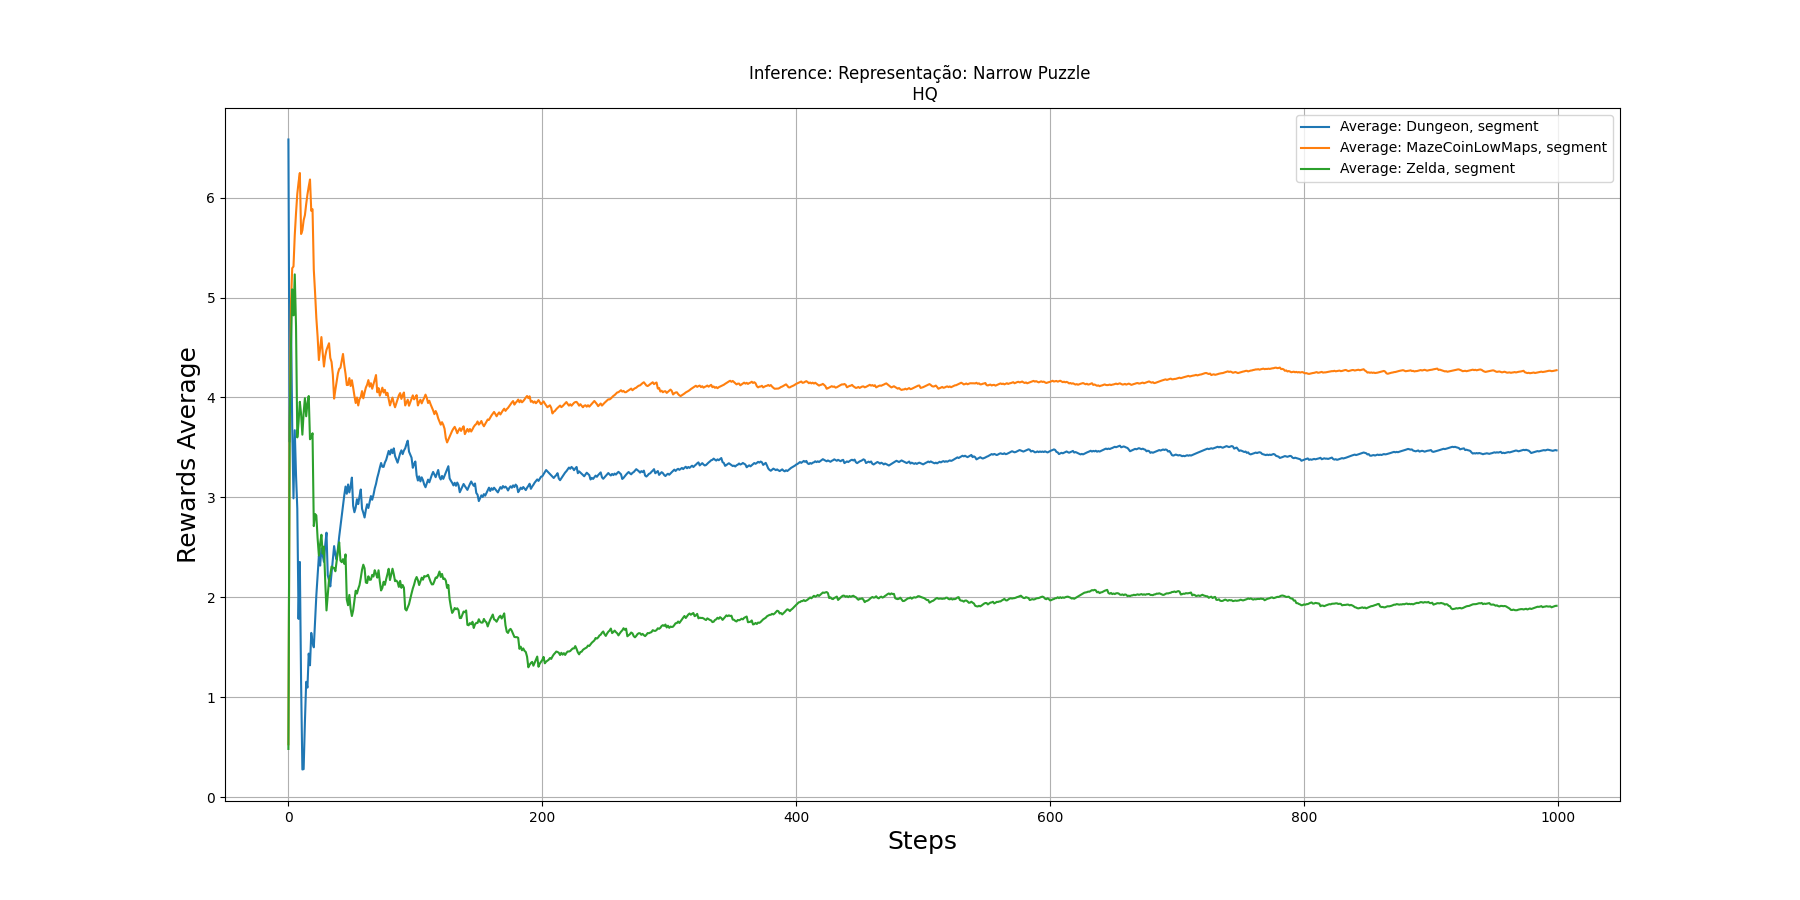 Inference: Representação: Narrow Puzzle
HQ
Average: Dungeon, segment
Average: MazeCoinLowMaps, segment
Average: Zelda, segment
Rewards Average
6
5
4
3
2
1
0
0 200 400 600 800 1000
Steps